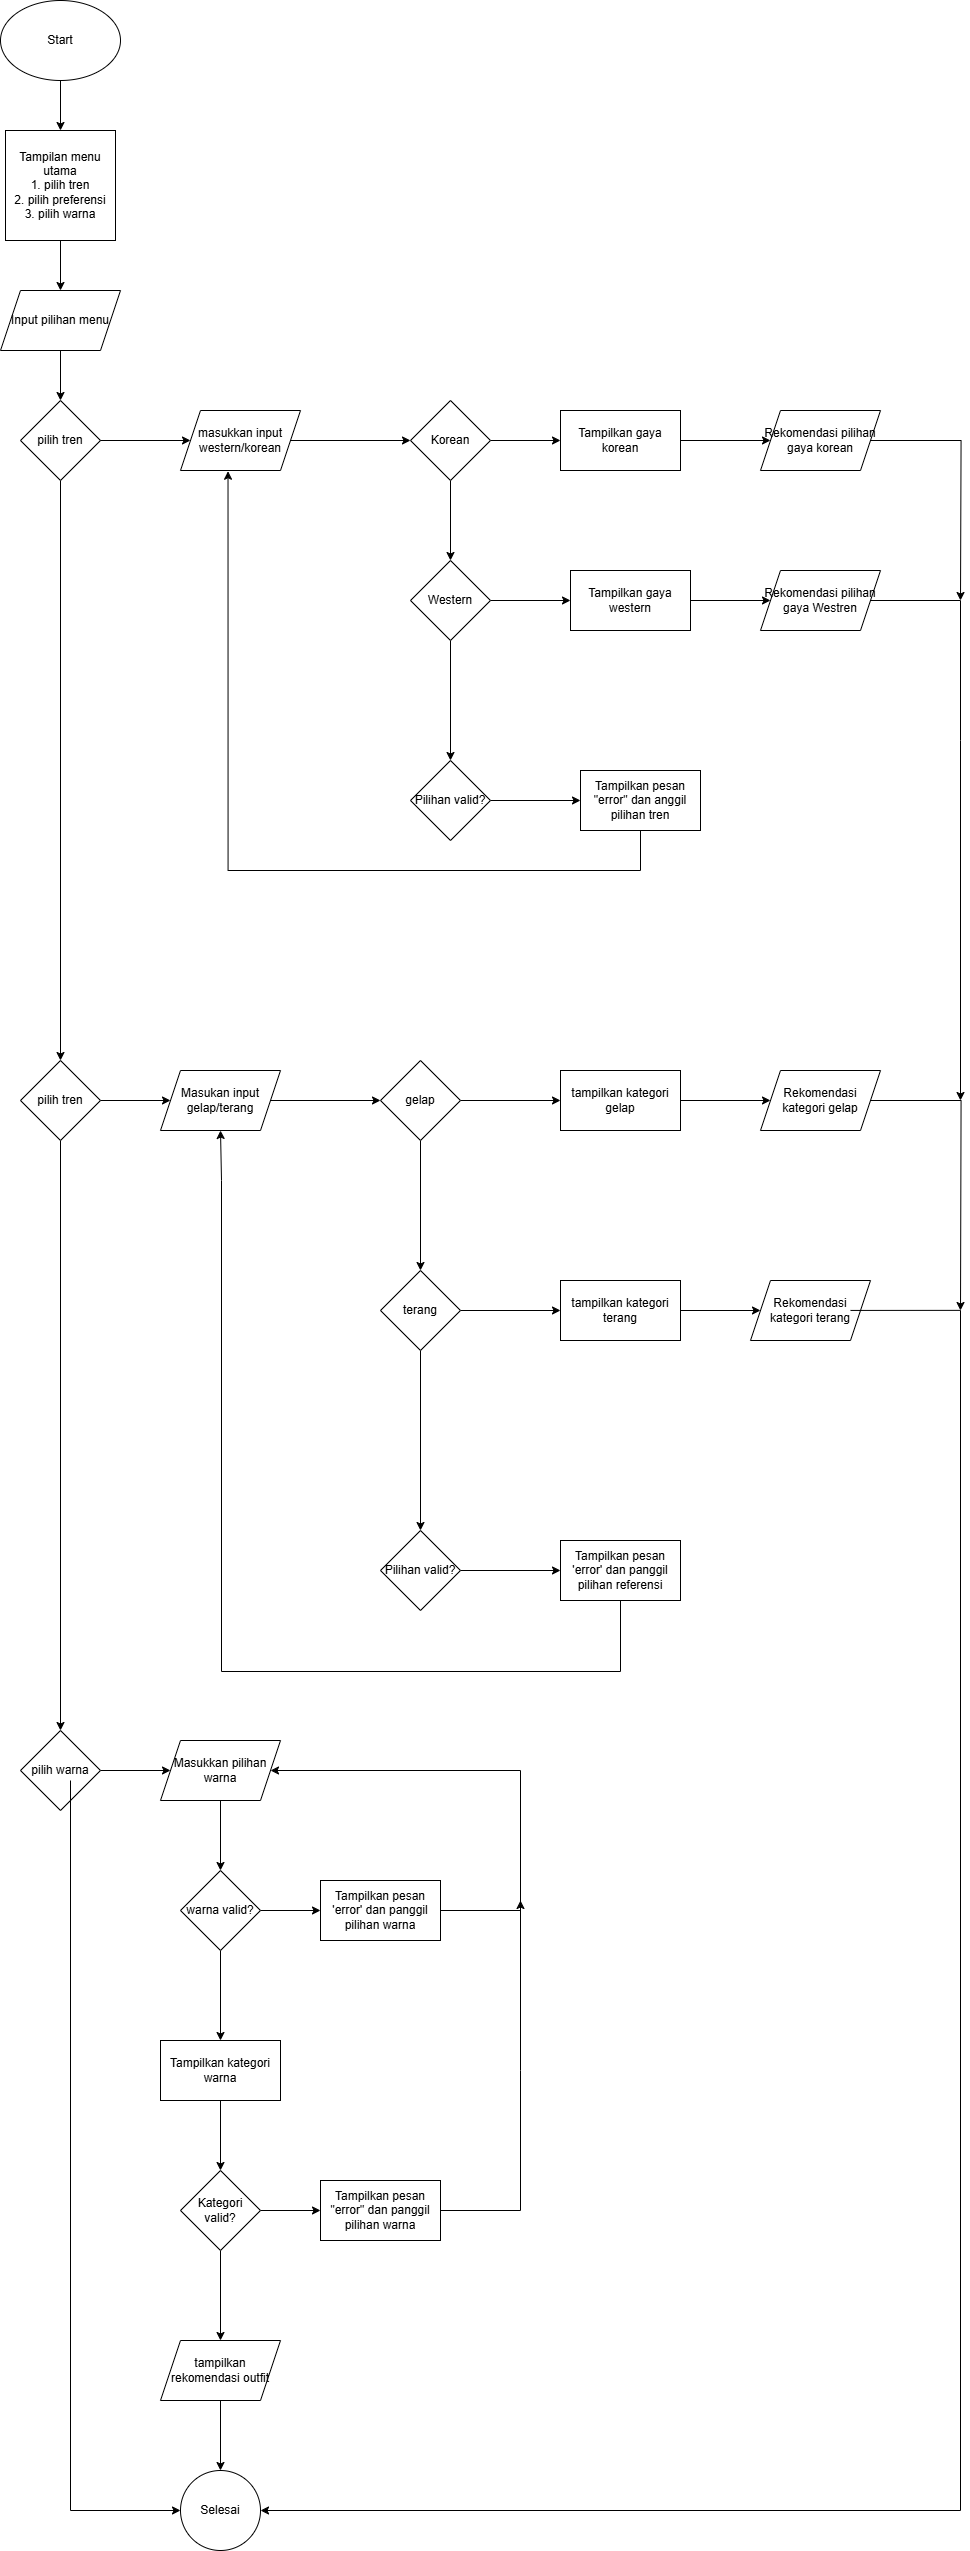 Start
Tampilan menu
utama
1. pilih tren
2. pilih preferensi
3. pilih warna
Input pilihan menu
pilih tren
masukkan input
western/korean
Korean
Tampilkan gaya
korean
Rekomendasi pilihan
gaya korean
Western
Tampilkan gaya
western
Rekomendasi pilihan
gaya Westren
Pilihan valid?
Tampilkan pesan
"error" dan anggil
pilihan tren
pilih tren
Masukan input
gelap/terang
gelap
tampilkan kategori
gelap
Rekomendasi
kategori gelap
terang
tampilkan kategori
terang
Rekomendasi
kategori terang
Pilihan valid?
Tampilkan pesan
'error' dan panggil
pilihan referensi
pilih warna
Masukkan pilihan
warna
warna valid?
Tampilkan pesan
'error' dan panggil
pilihan warna
Tampilkan kategori
warna
Kategori
valid?
Tampilkan pesan
"error" dan panggil
pilihan warna
tampilkan
rekomendasi outfit
Selesai